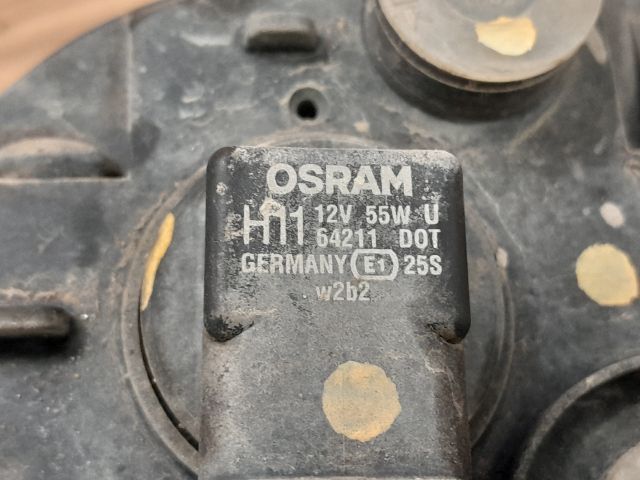 OSRAM
H11 12V 55W U
64211 DOT
GERMANY E1 25S
w2b2